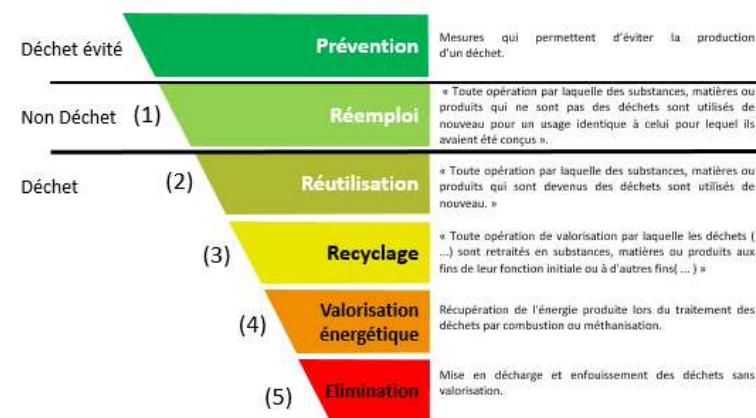 Déchet évité
Prévention
Mesures qui permettent d'éviter la production
d'un déchet.
Non Déchet (1)
Réemploi
« Toute opération par laquelle des substances, matières ou
produits qui ne sont pas des déchets sont utilisés de
nouveau pour un usage identique à celui pour lequel ils
avaient été conçus ».
Déchet (2)
Réutilisation
« Toute opération par laquelle des substances, matières ou
produits qui sont devenus des déchets sont utilisés de
nouveau. »
(3)
Recyclage
« Toute opération de valorisation par laquelle les déchets (
...) sont retraités en substances, matières ou produits aux
fins de leur fonction initiale ou à d'autres fins( ... ) »
(4)
Valorisation
énergétique
Récupération de l'énergie produite lors du traitement des
déchets par combustion ou méthanisation.
(5)
Elimination
Mise en décharge et enfouissement des déchets sans
valorisation.